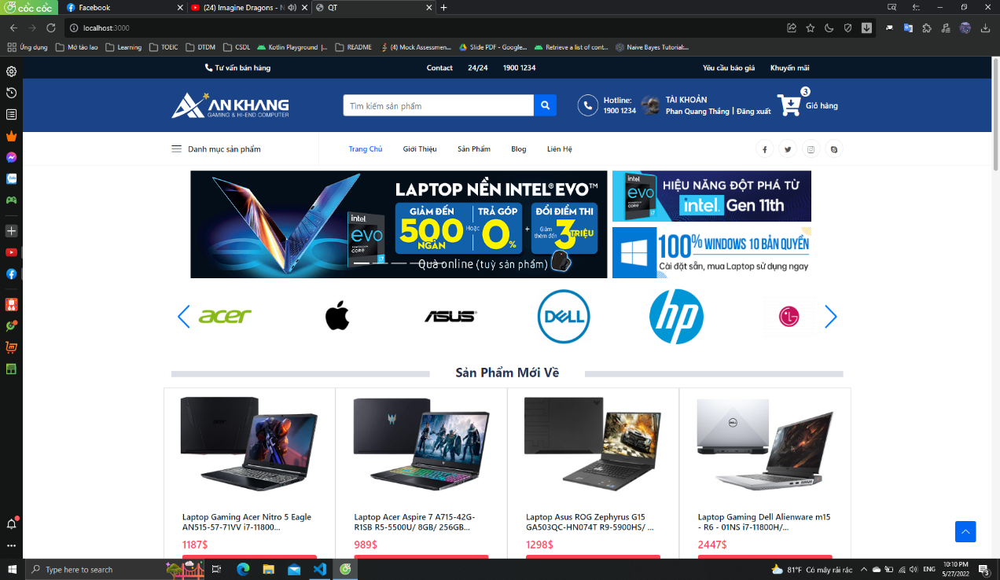 cốc cốc
Facebook
(24) Imagine Dragons - N
QT
localhost:3000
Ứng dụng
Mở tào lao
Learning
TOEIC
DTDM
CSDL
Kotlin Playground |...
README
(4) Mock Assessmen...
Slide PDF - Google...
Retrieve a list of cont...
Naive Bayes Tutorial:...
Tư vấn bán hàng
Contact
24/24
1900 1234
Yêu cầu báo giá
Khuyến mãi
AN KHANG
GAMING & HI-END COMPUTER
Tìm kiếm sản phẩm
Hotline:
1900 1234
TÀI KHOẢN
Phan Quang Thắng | Đăng xuất
3
Giỏ hàng
Danh mục sản phẩm
Trang Chủ
Giới Thiệu
Sản Phẩm
Blog
Liên Hệ
LAPTOP NỀN INTEL® EVO™
GIẢM ĐẾN
500
NGÀN
Hoặc
TRẢ GÓP
0%
+
ĐỔI ĐIỂM THI
Giảm
thêm đến
3
TRIỆU
Quà online (tuỳ sản phẩm)
intel
evo
CORE
i7
intel
evo
CORE
i7
HIỆU NĂNG ĐỘT PHÁ TỪ
intel. Gen 11th
100% WINDOWS 10 BẢN QUYỀN
Cài đặt sẵn, mua Laptop sử dụng ngay
acer
ASUS
DELL
hp
LG
Sản Phẩm Mới Về
acer
DELL
Laptop Gaming Acer Nitro 5 Eagle
AN515-57-71VV i7-11800...
1187$
Laptop Acer Aspire 7 A715-42G-
R1SB R5-5500U/ 8GB/ 256GB...
989$
Laptop Asus ROG Zephyrus G15
GA503QC-HN074T R9-5900HS/ ...
1298$
Laptop Gaming Dell Alienware m15
- R6 - 01NS i7-11800H/...
2447$
Type here to search
81°F Có mây rải rác
ENG
10:10 PM
5/27/2022
3